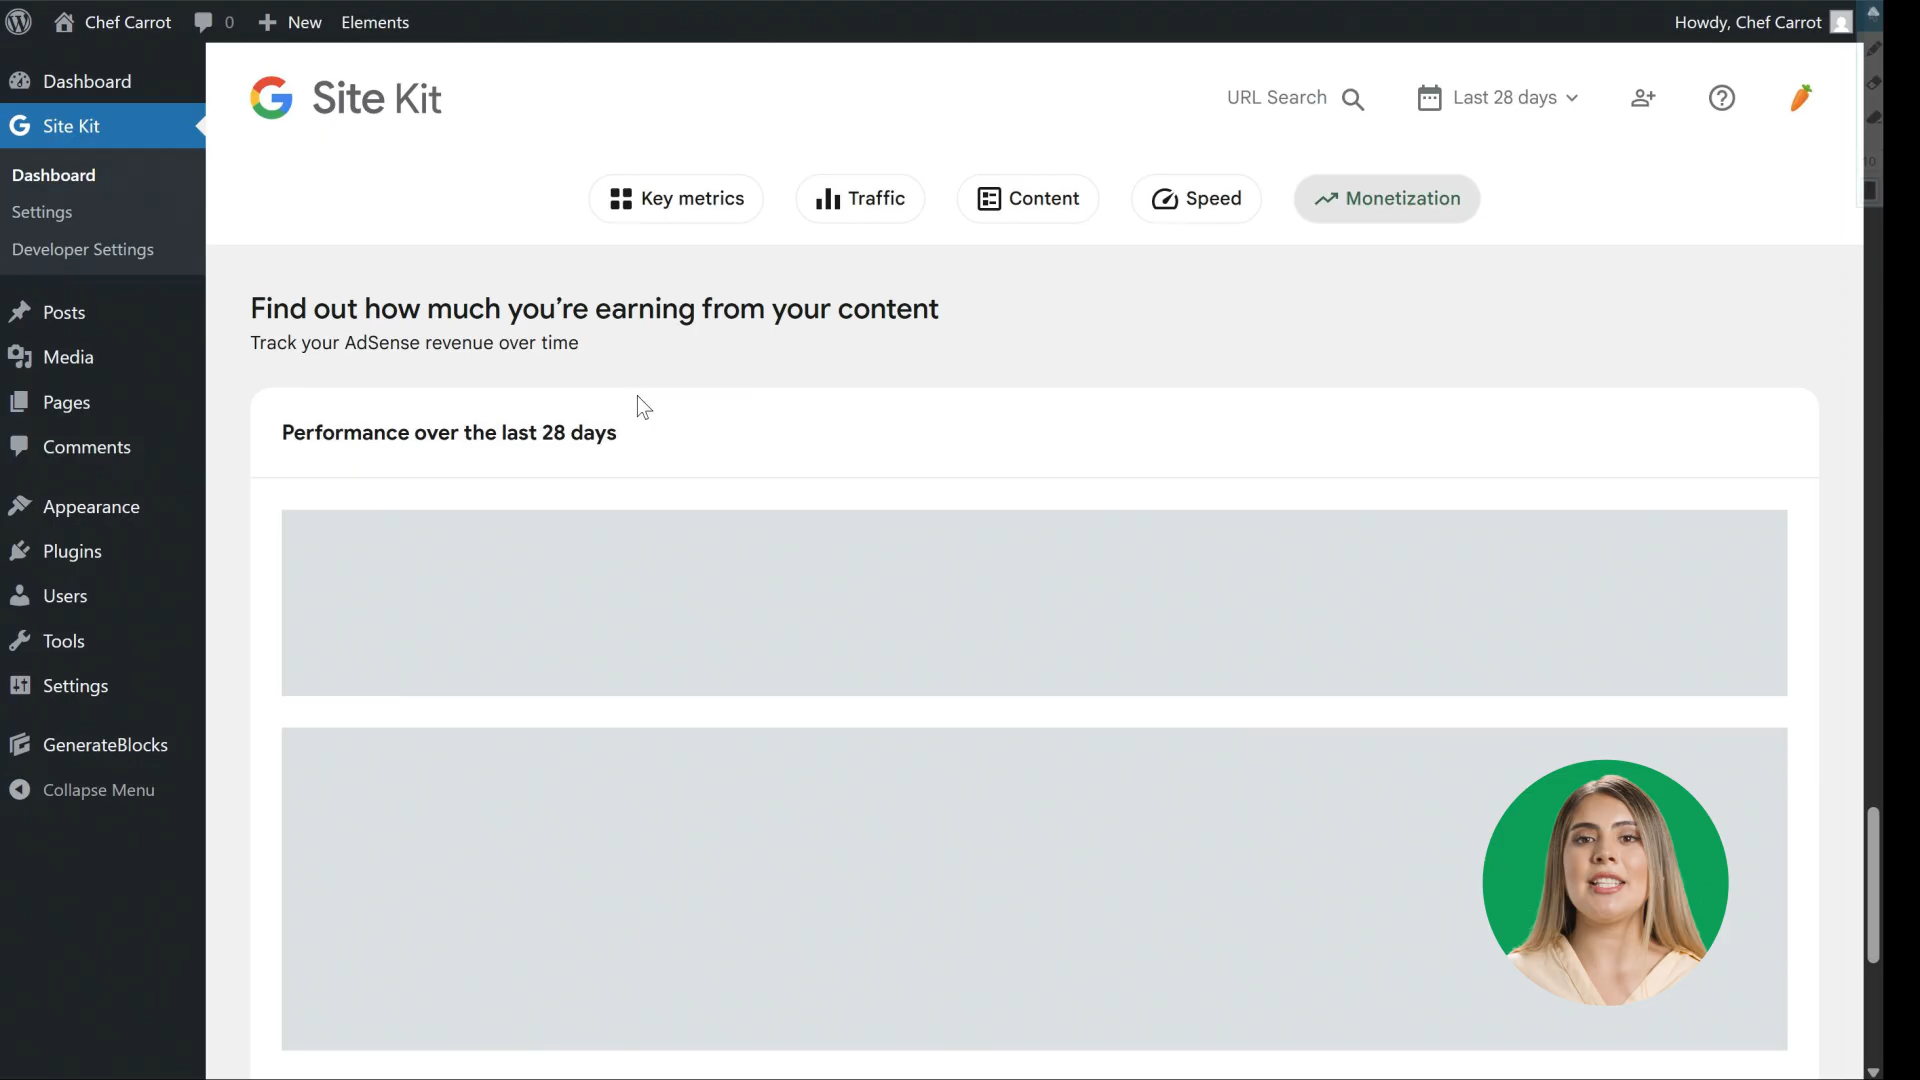 Chef Carrot
0
New
Elements
Howdy, Chef Carrot
Dashboard
Site Kit
Dashboard
Settings
Developer Settings
Posts
Media
Pages
Comments
Appearance
Plugins
Users
Tools
Settings
GenerateBlocks
Collapse Menu
Site Kit
URL Search
Last 28 days
Key metrics
Traffic
Content
Speed
Monetization
Find out how much you’re earning from your content
Track your AdSense revenue over time
Performance over the last 28 days
10